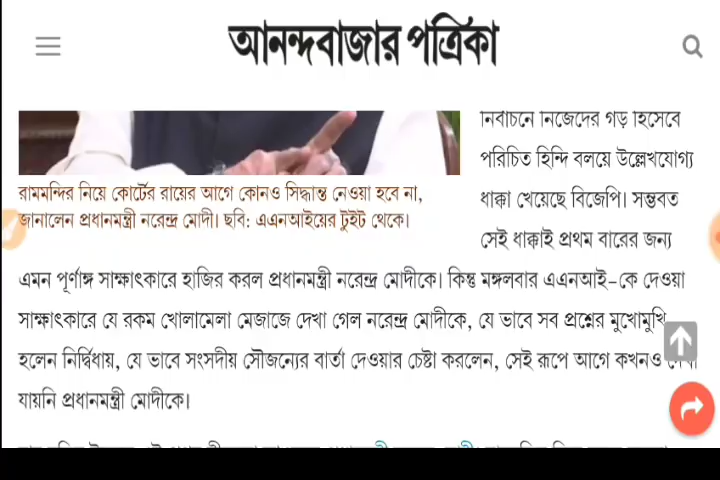 আনন্দবাজার পত্রিকা
নির্বাচনে নিজেদের গড় হিসেবে
পরিচিত হিন্দি বলয়ে উল্লেখযোগ্য
ধাক্কা খেয়েছে বিজেপি। সম্ভবত
সেই ধাক্কাই প্রথম বারের জন্য
রামমন্দির নিয়ে কোর্টের রায়ের আগে কোনও সিদ্ধান্ত নেওয়া হবে না,
জানালেন প্রধানমন্ত্রী নরেন্দ্র মোদী। ছবি: এএনআইয়ের টুইট থেকে।
এমন পূর্ণাঙ্গ সাক্ষাৎকারে হাজির করল প্রধানমন্ত্রী নরেন্দ্র মোদীকে। কিন্তু মঙ্গলবার এএনআই-কে দেওয়া
সাক্ষাৎকারে যে রকম খোলামেলা মেজাজে দেখা গেল নরেন্দ্র মোদীকে, যে ভাবে সব প্রশ্নের মুখোমুখি
হলেন নির্দ্বিধায়, যে ভাবে সংসদীয় সৌজন্যের বার্তা দেওয়ার চেষ্টা করলেন, সেই রূপে আগে কখনও
যায়নি প্রধানমন্ত্রী মোদীকে।